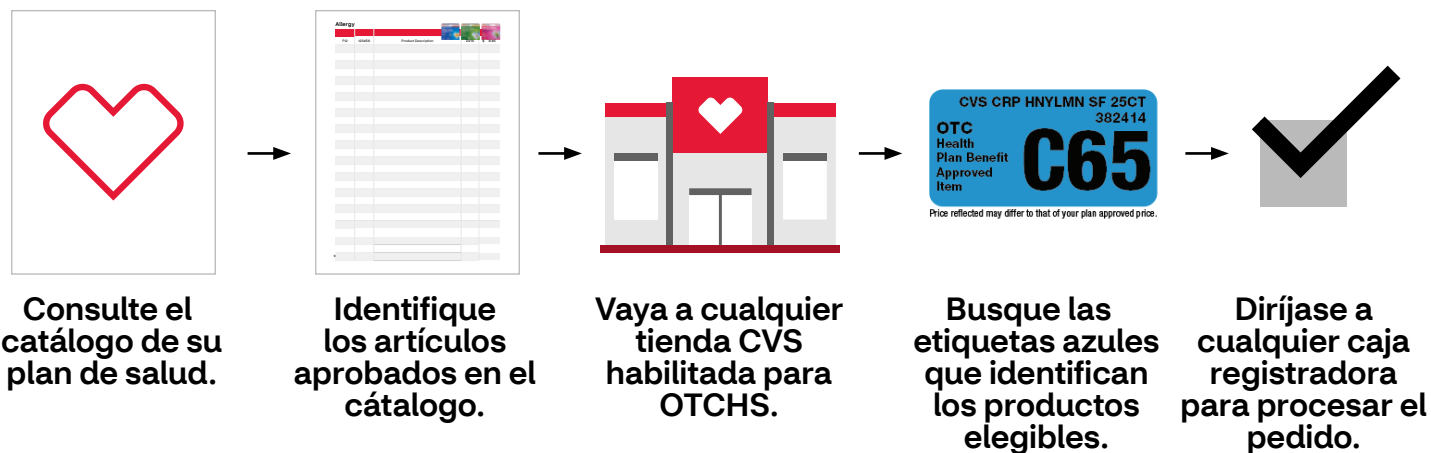 Allergy
Product Description
CVS CRP HNYLMN SF 25CT
382414
OTC
Health
Plan Benefit
Approved
Item
C65
Price reflected may differ to that of your plan approved price.
Consulte el
catálogo de su
plan de salud.
Identifique
los artículos
aprobados en el
cátalogo.
Vaya a cualquier
tienda CVS
habilitada para
OTCHS.
Busque las
etiquetas azules
que identifican
los productos
elegibles.
Diríjase a
cualquier caja
registradora
para procesar el
pedido.